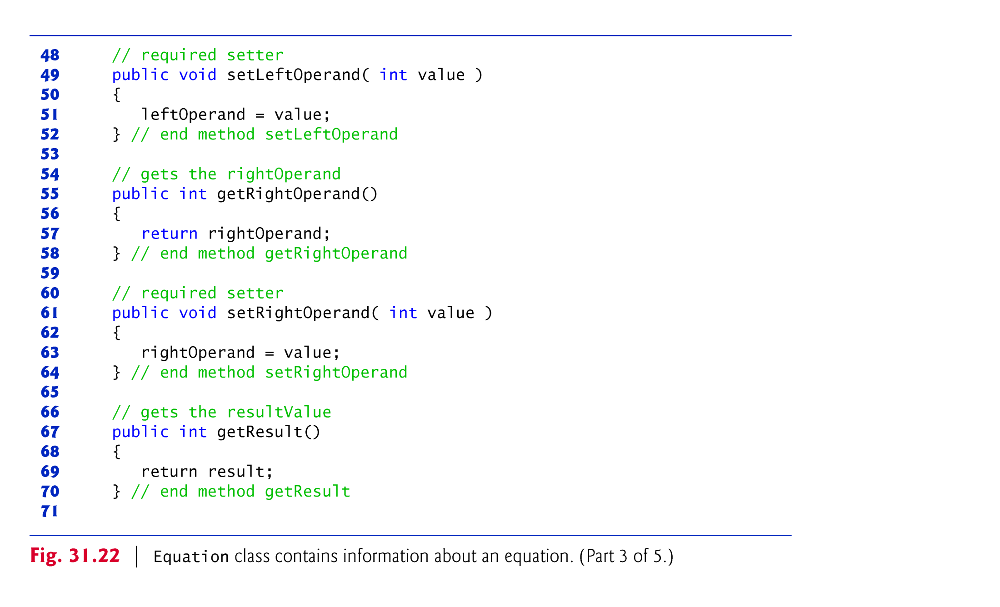 48 // required setter
49 public void setLeftOperand( int value )
50 {
51 leftOperand = value;
52 } // end method setLeftOperand
53
54 // gets the rightOperand
55 public int getRightOperand()
56 {
57 return rightOperand;
58 } // end method getRightOperand
59
60 // required setter
61 public void setRightOperand( int value )
62 {
63 rightOperand = value;
64 } // end method setRightOperand
65
66 // gets the resultValue
67 public int getResult()
68 {
69 return result;
70 } // end method getResult
71
Fig. 31.22 | Equation class contains information about an equation. (Part 3 of 5.)